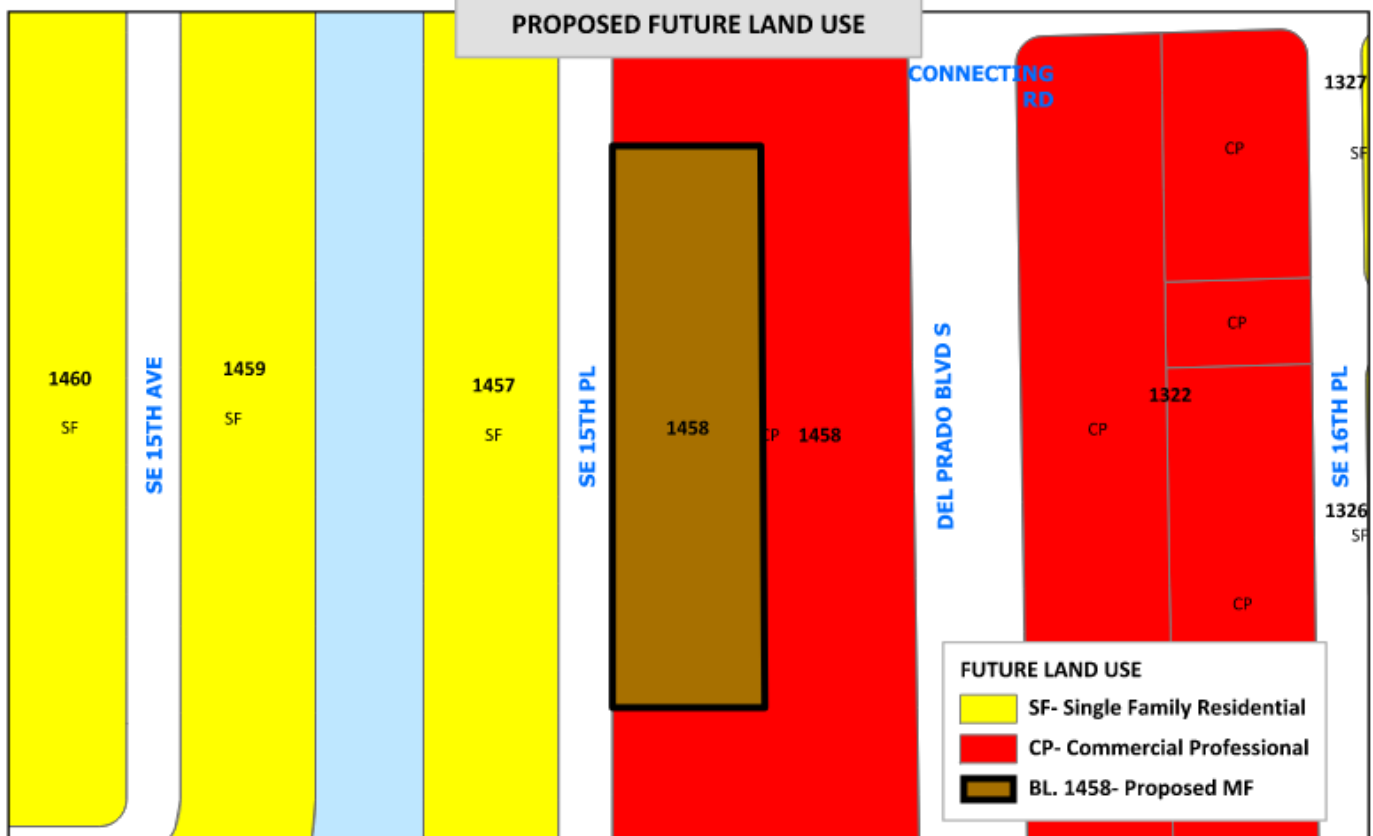 PROPOSED FUTURE LAND USE
CONNECTING
RD
1327
SF
CP
CP
1460
SF
SE 15TH AVE
1459
SF
1457
SF
SE 15TH PL
1458
CP
1458
DEL PRADO BLVD S
1322
CP
SE 16TH PL
1326
SF
CP
FUTURE LAND USE
SF- Single Family Residential
CP- Commercial Professional
BL. 1458- Proposed MF